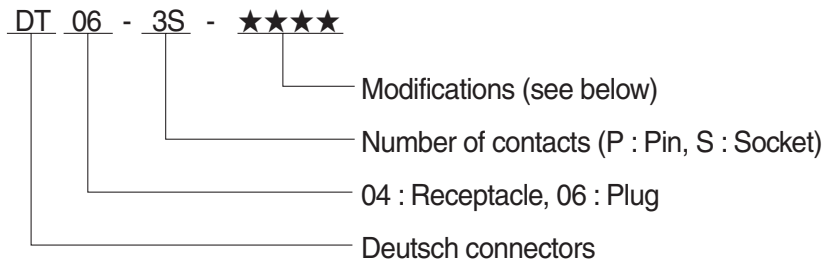 DT 06 - 3S - ★★★★
Modifications (see below)
Number of contacts (P : Pin, S : Socket)
04 : Receptacle, 06 : Plug
Deutsch connectors